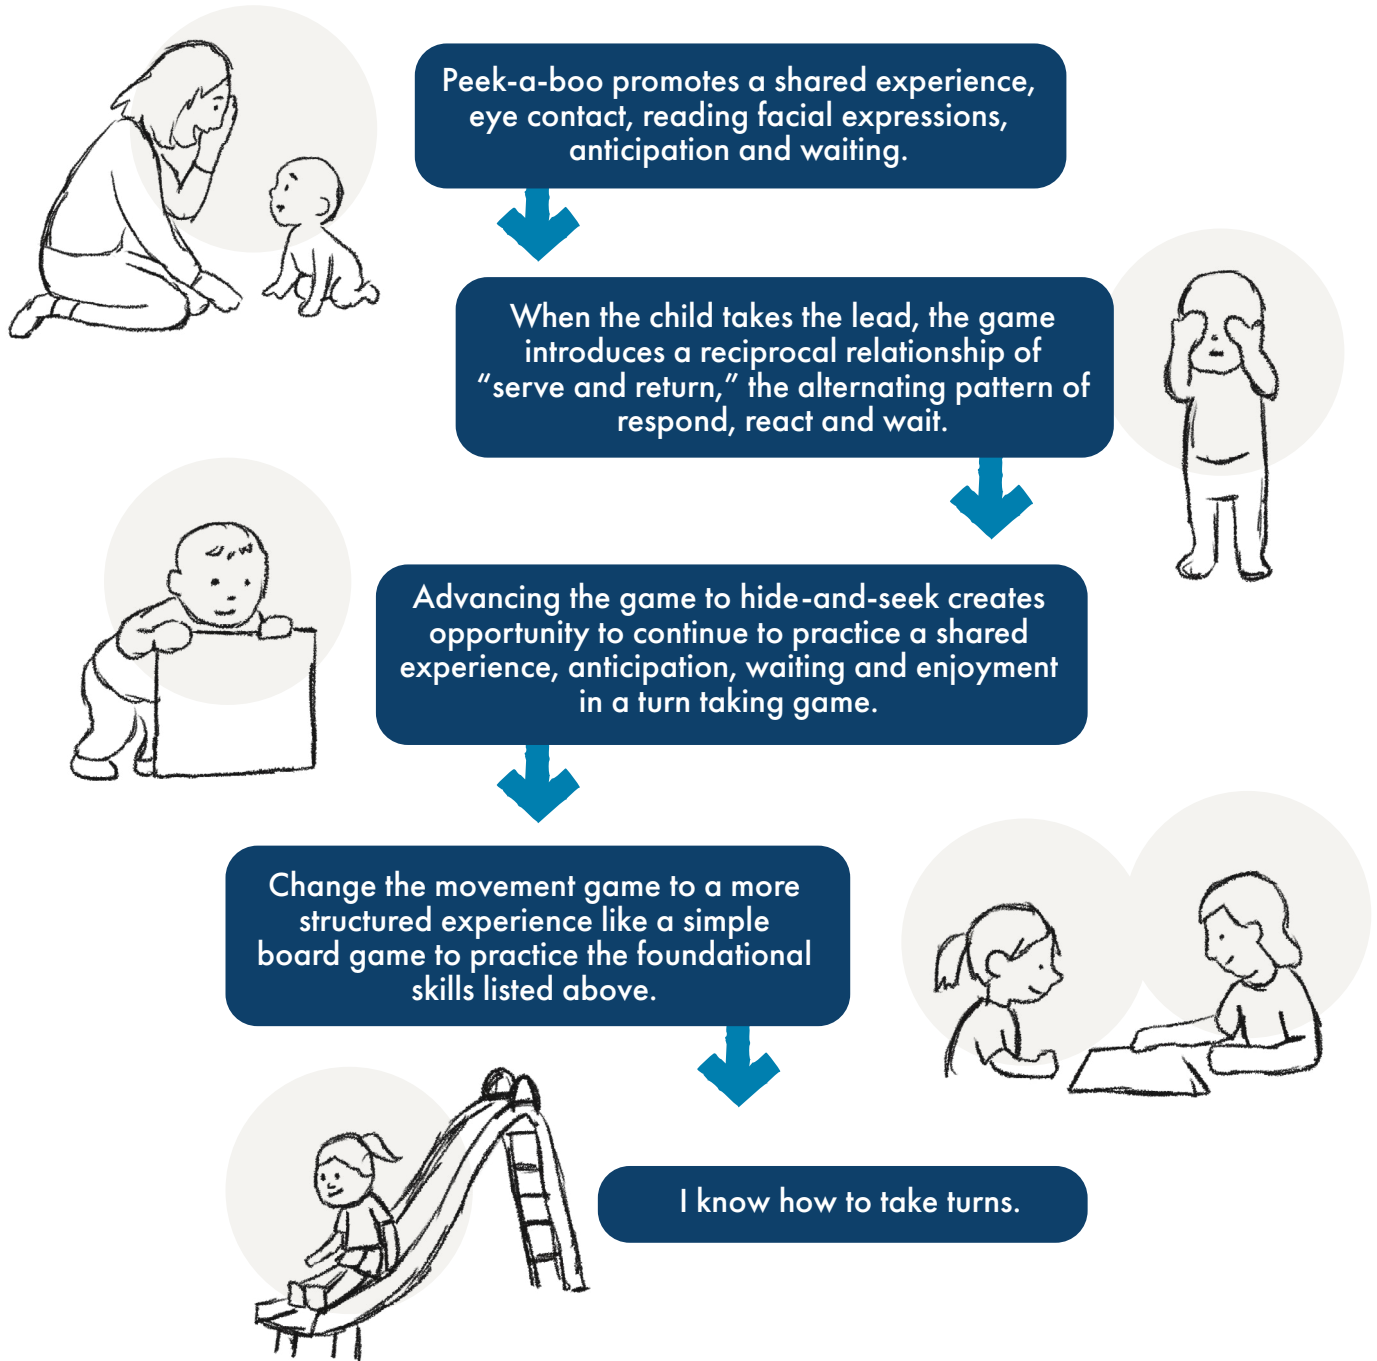 Peek-a-boo promotes a shared experience,
eye contact, reading facial expressions,
anticipation and waiting.
When the child takes the lead, the game
introduces a reciprocal relationship of
“serve and return,” the alternating pattern of
respond, react and wait.
Advancing the game to hide-and-seek creates
opportunity to continue to practice a shared
experience, anticipation, waiting and enjoyment
in a turn taking game.
Change the movement game to a more
structured experience like a simple
board game to practice the foundational
skills listed above.
I know how to take turns.